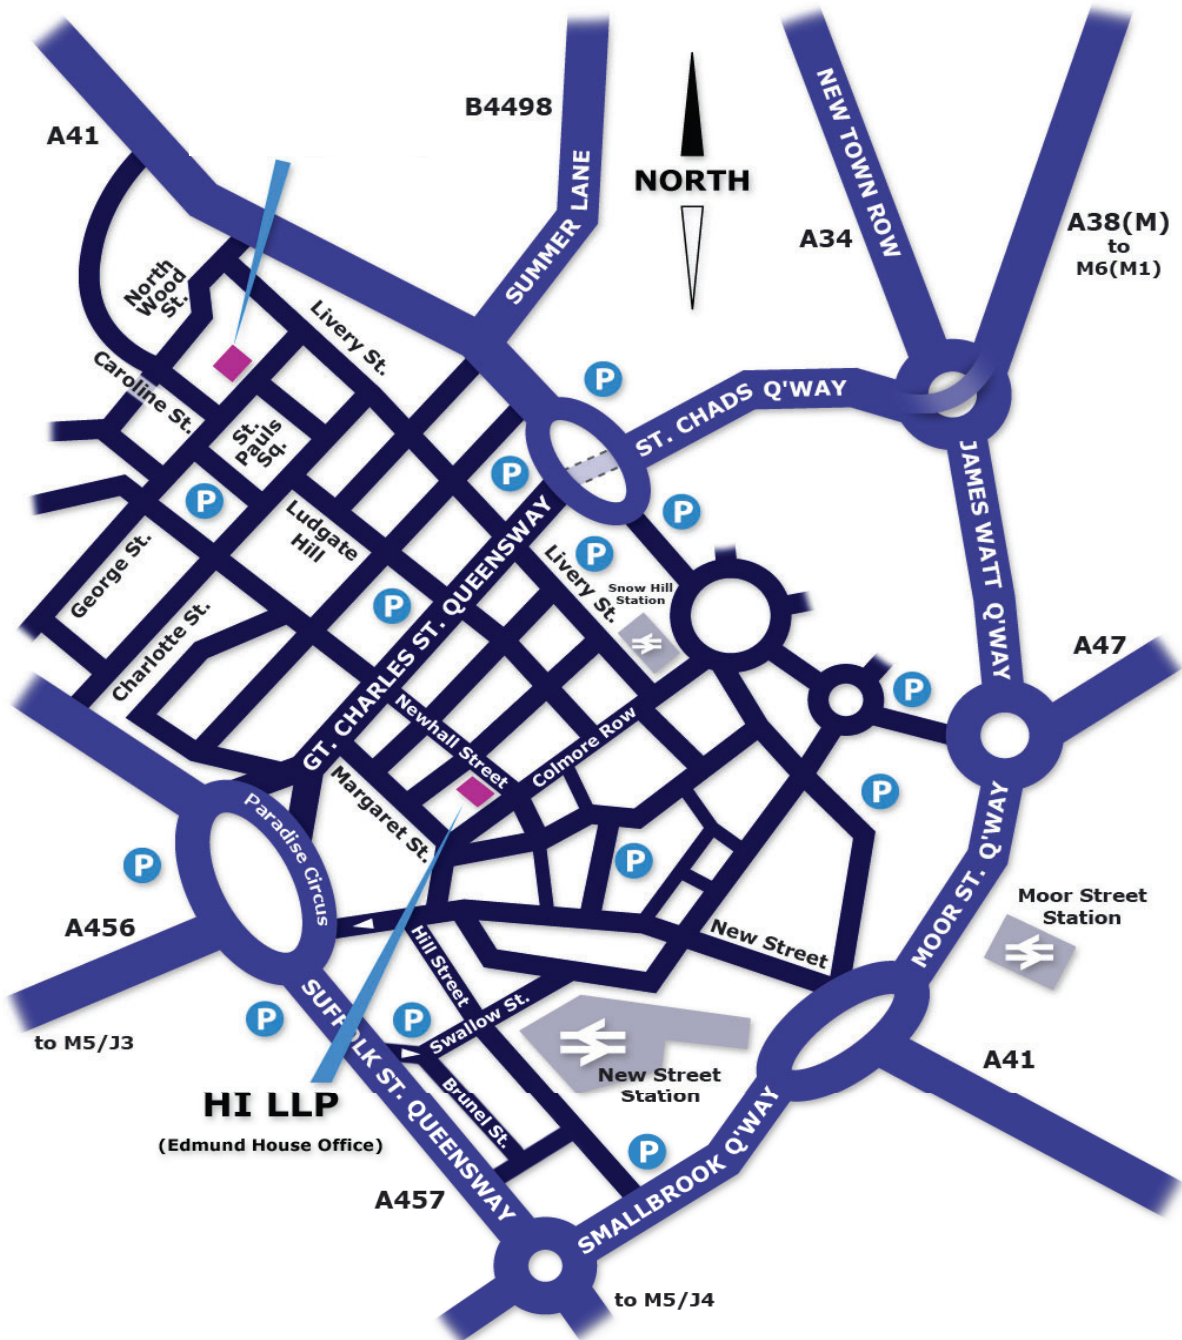 A41
B4498
SUMMER LANE
NORTH
NEW TOWN ROW
A34
A38(M)
to
M6(M1)
North
Wood
St.
Livery St.
Caroline St.
St.
Pauls
Sq.
P
ST. CHADS Q'WAY
P
P
P
P
JAMES WATT Q'WAY
Ludgate
Hill
George St.
Charlotte St.
P
GT. CHARLES ST. QUEENSWAY
Livery St.
Snow Hill
Station
A47
P
Newhall Street
Colmore Row
Margaret St.
Paradise Circus
P
P
P
MOOR ST. Q'WAY
Moor Street
Station
A456
to M5/J3
New Street
Hill Street
Swallow St.
P
P
SUFFOLK ST. QUEENSWAY
New Street
Station
A41
HI LLP
(Edmund House Office)
Brunel St.
P
A457
SMALLBROOK Q'WAY
to M5/J4